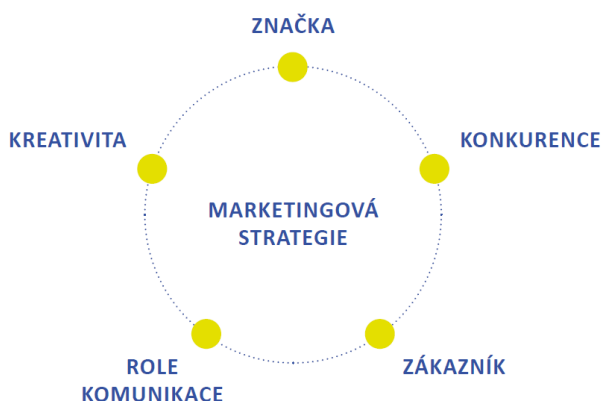 ZNAČKA
KREATIVITA
KONKURENCE
MARKETINGOVÁ
STRATEGIE
ROLE
KOMUNIKACE
ZÁKAZNÍK